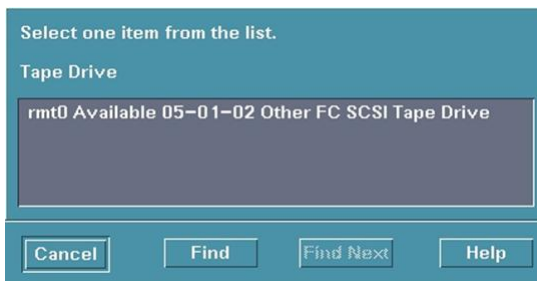 Select one item from the list.
Tape Drive
rmt0 Available 05-01-02 Other FC SCSI Tape Drive
Cancel
Find
Find Next
Help